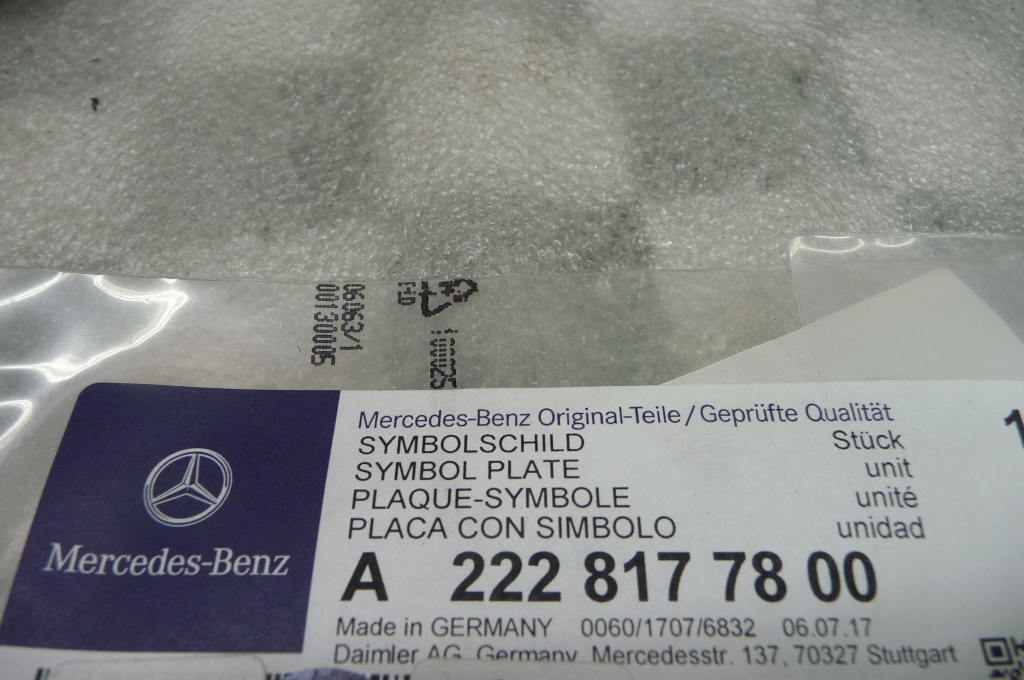 06063/1
00130005
Mercedes-Benz
Mercedes-Benz Original-Teile / Geprüfte Qualität
SYMBOLSCHILD Stück 1
SYMBOL PLATE unit
PLAQUE-SYMBOLE unité
PLACA CON SIMBOLO unidad
A 222 817 78 00
Made in GERMANY 0060/1707/6832 06.07.17
Daimler AG, Germany, Mercedesstr. 137, 70327 Stuttgart